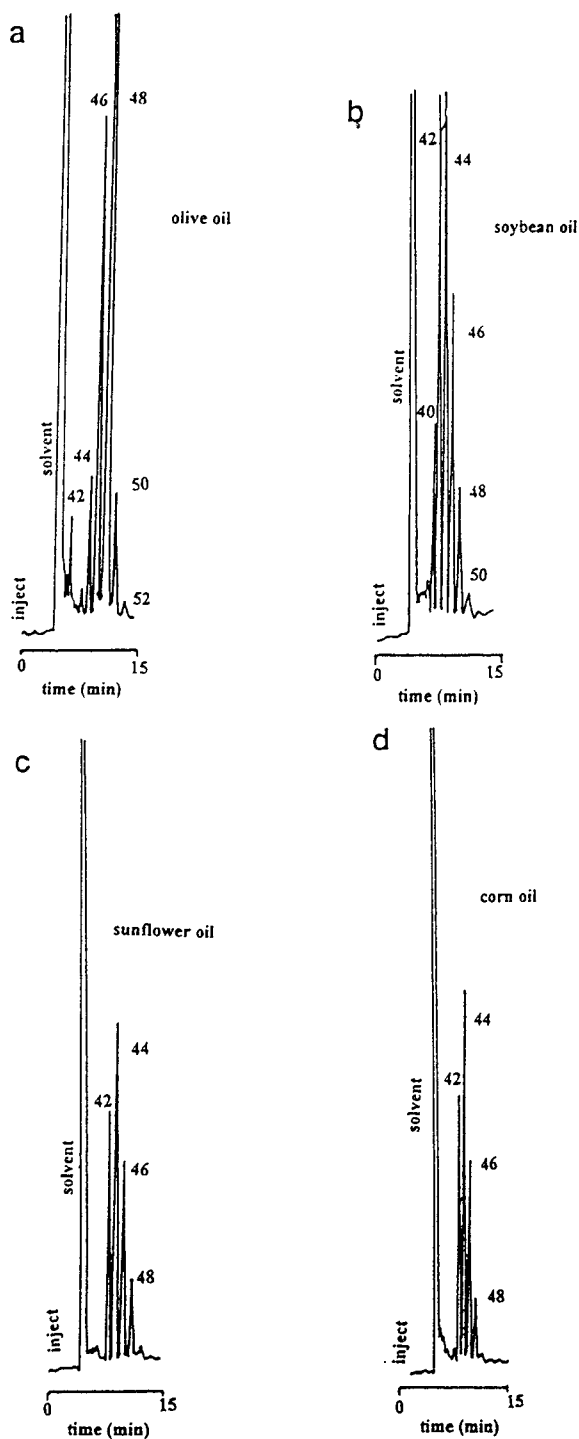 a
46
48
olive oil
solvent
44
42
50
52
inject
0
15
time (min)
b
42
44
soybean oil
solvent
46
40
48
50
inject
0
15
time (min)
c
sunflower oil
44
42
solvent
46
48
inject
0
15
time (min)
d
corn oil
44
42
solvent
46
48
inject
0
15
time (min)